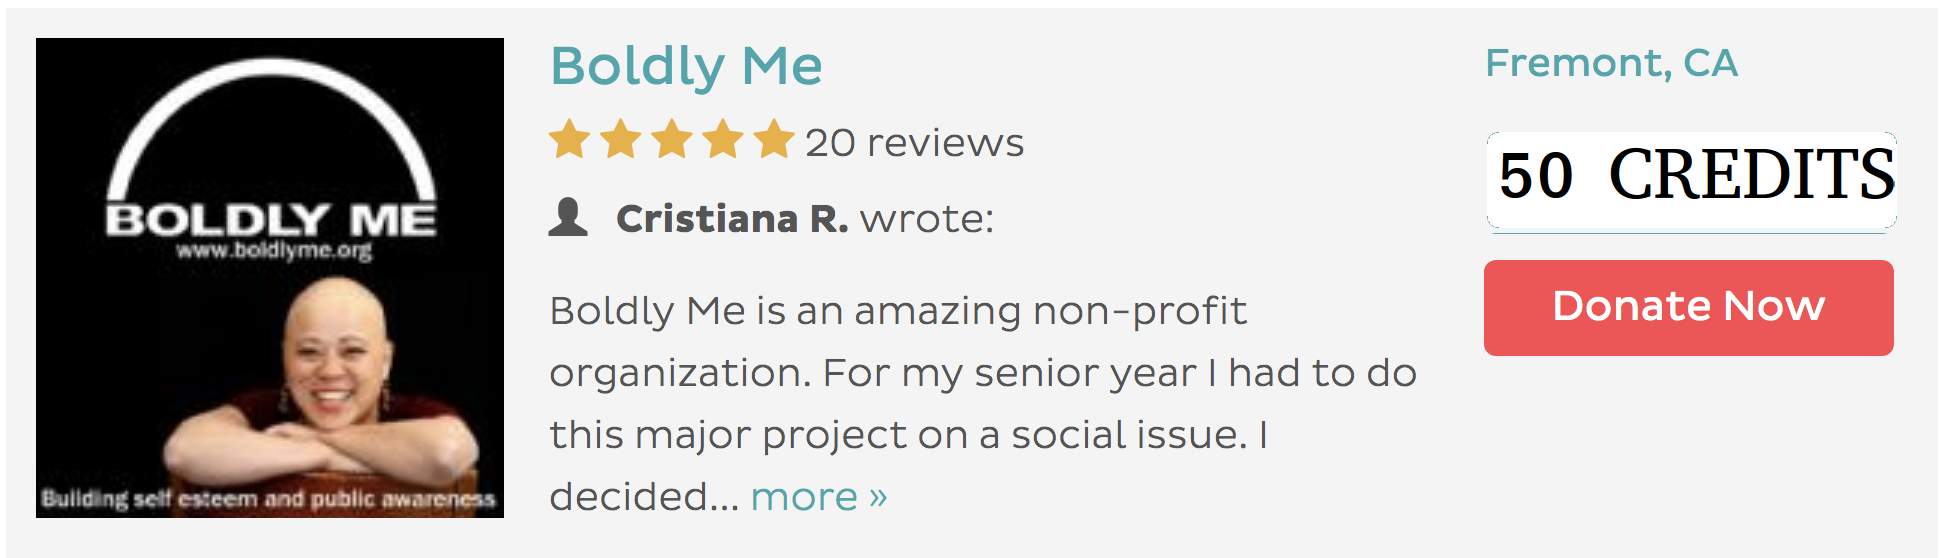 BOLDLY ME
www.boldlyme.org
Building self esteem and public awareness
Boldly Me
20 reviews
Cristiana R. wrote:
Boldly Me is an amazing non-profit
organization. For my senior year I had to do
this major project on a social issue. I
decided... more »
Fremont, CA
50 CREDITS
Donate Now